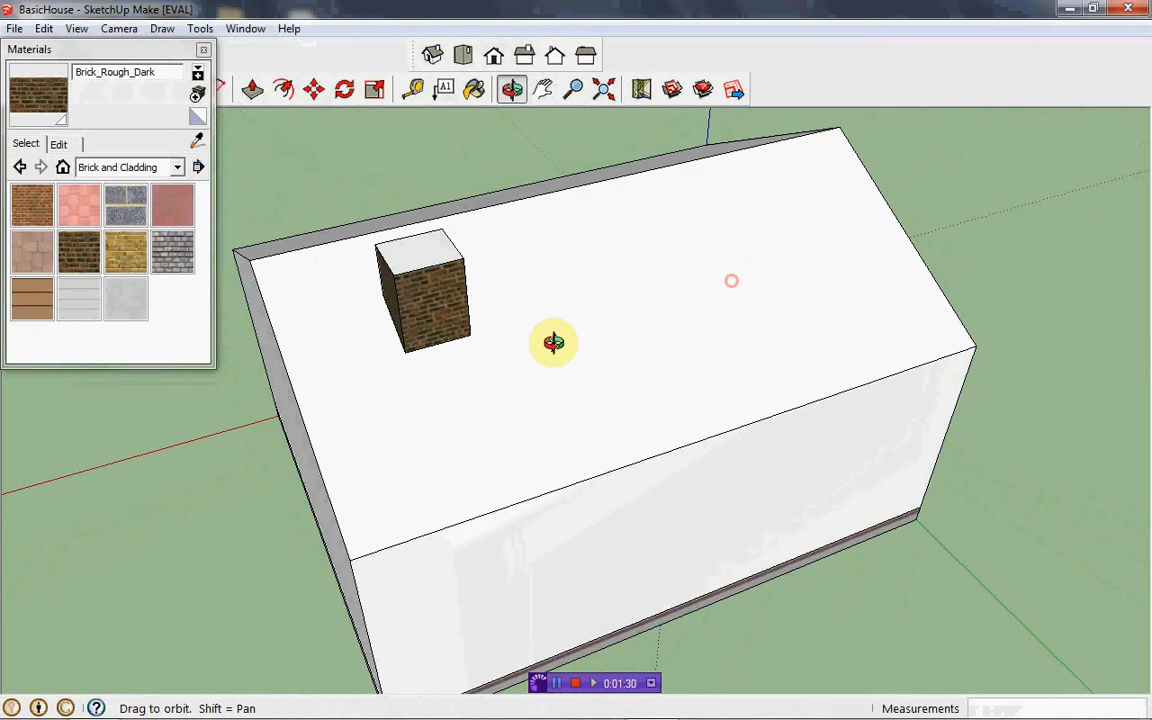 BasicHouse - SketchUp Make [EVAL]
File Edit View Camera Draw Tools Window Help
Materials
Brick_Rough_Dark
A1
Select Edit
Brick and Cladding
0:01:30
Drag to orbit. Shift = Pan
Measurements